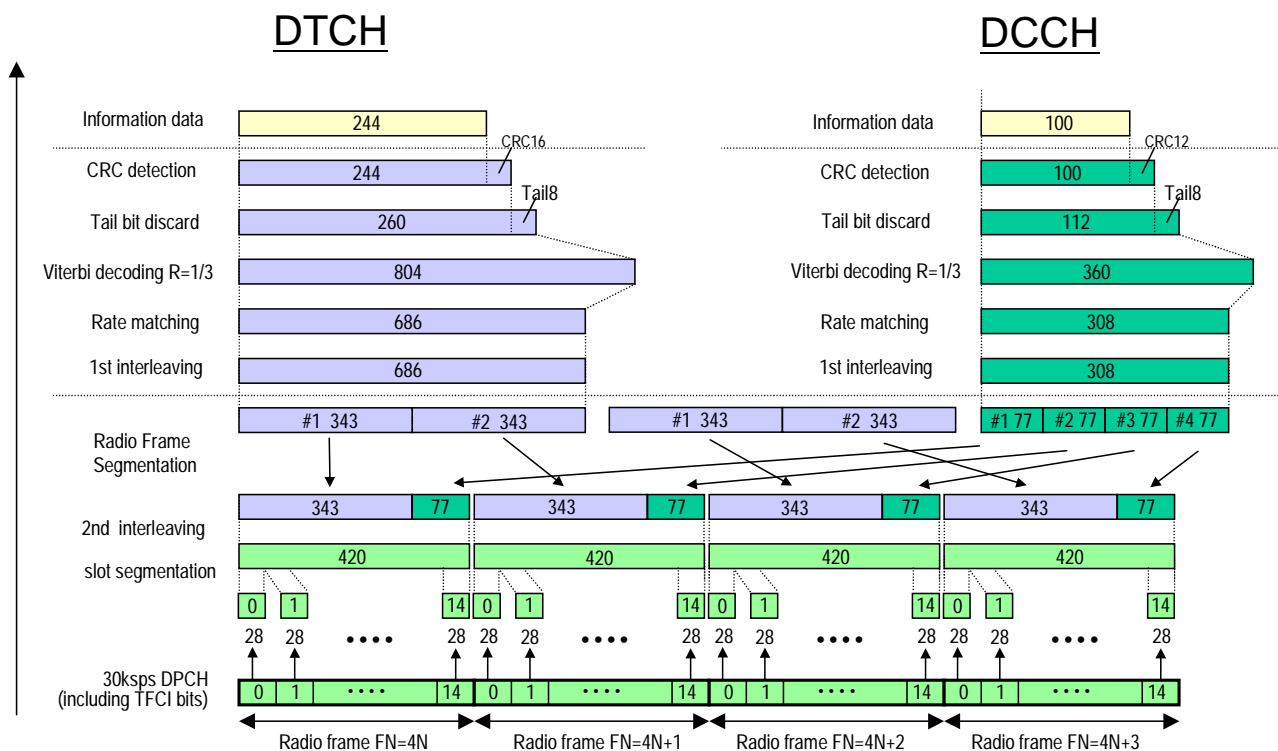 DTCH DCCH
Information data 244 Information data 100
CRC16 CRC12
CRC detection 244 CRC detection 100
Tail8 Tail8
Tail bit discard 260 Tail bit discard 112
Viterbi decoding R=1/3 804 Viterbi decoding R=1/3 360
Rate matching 686 Rate matching 308
1st interleaving 686 1st interleaving 308
#1 343 #2 343 #1 343 #2 343 #1 77 #2 77 #3 77 #4 77
Radio Frame
Segmentation
343 77 343 77 343 77 343 77
2nd interleaving
420 420 420 420
slot segmentation
0 1 14 0 1 14 0 1 14 0 1 14
28 28 •••• 28 28 28 •••• 28 28 28 •••• 28 28 28 •••• 28
30ksps DPCH
(including TFCI bits)
0 1 •••• 14 0 1 •••• 14 0 1 •••• 14 0 1 •••• 14
Radio frame FN=4N Radio frame FN=4N+1 Radio frame FN=4N+2 Radio frame FN=4N+3